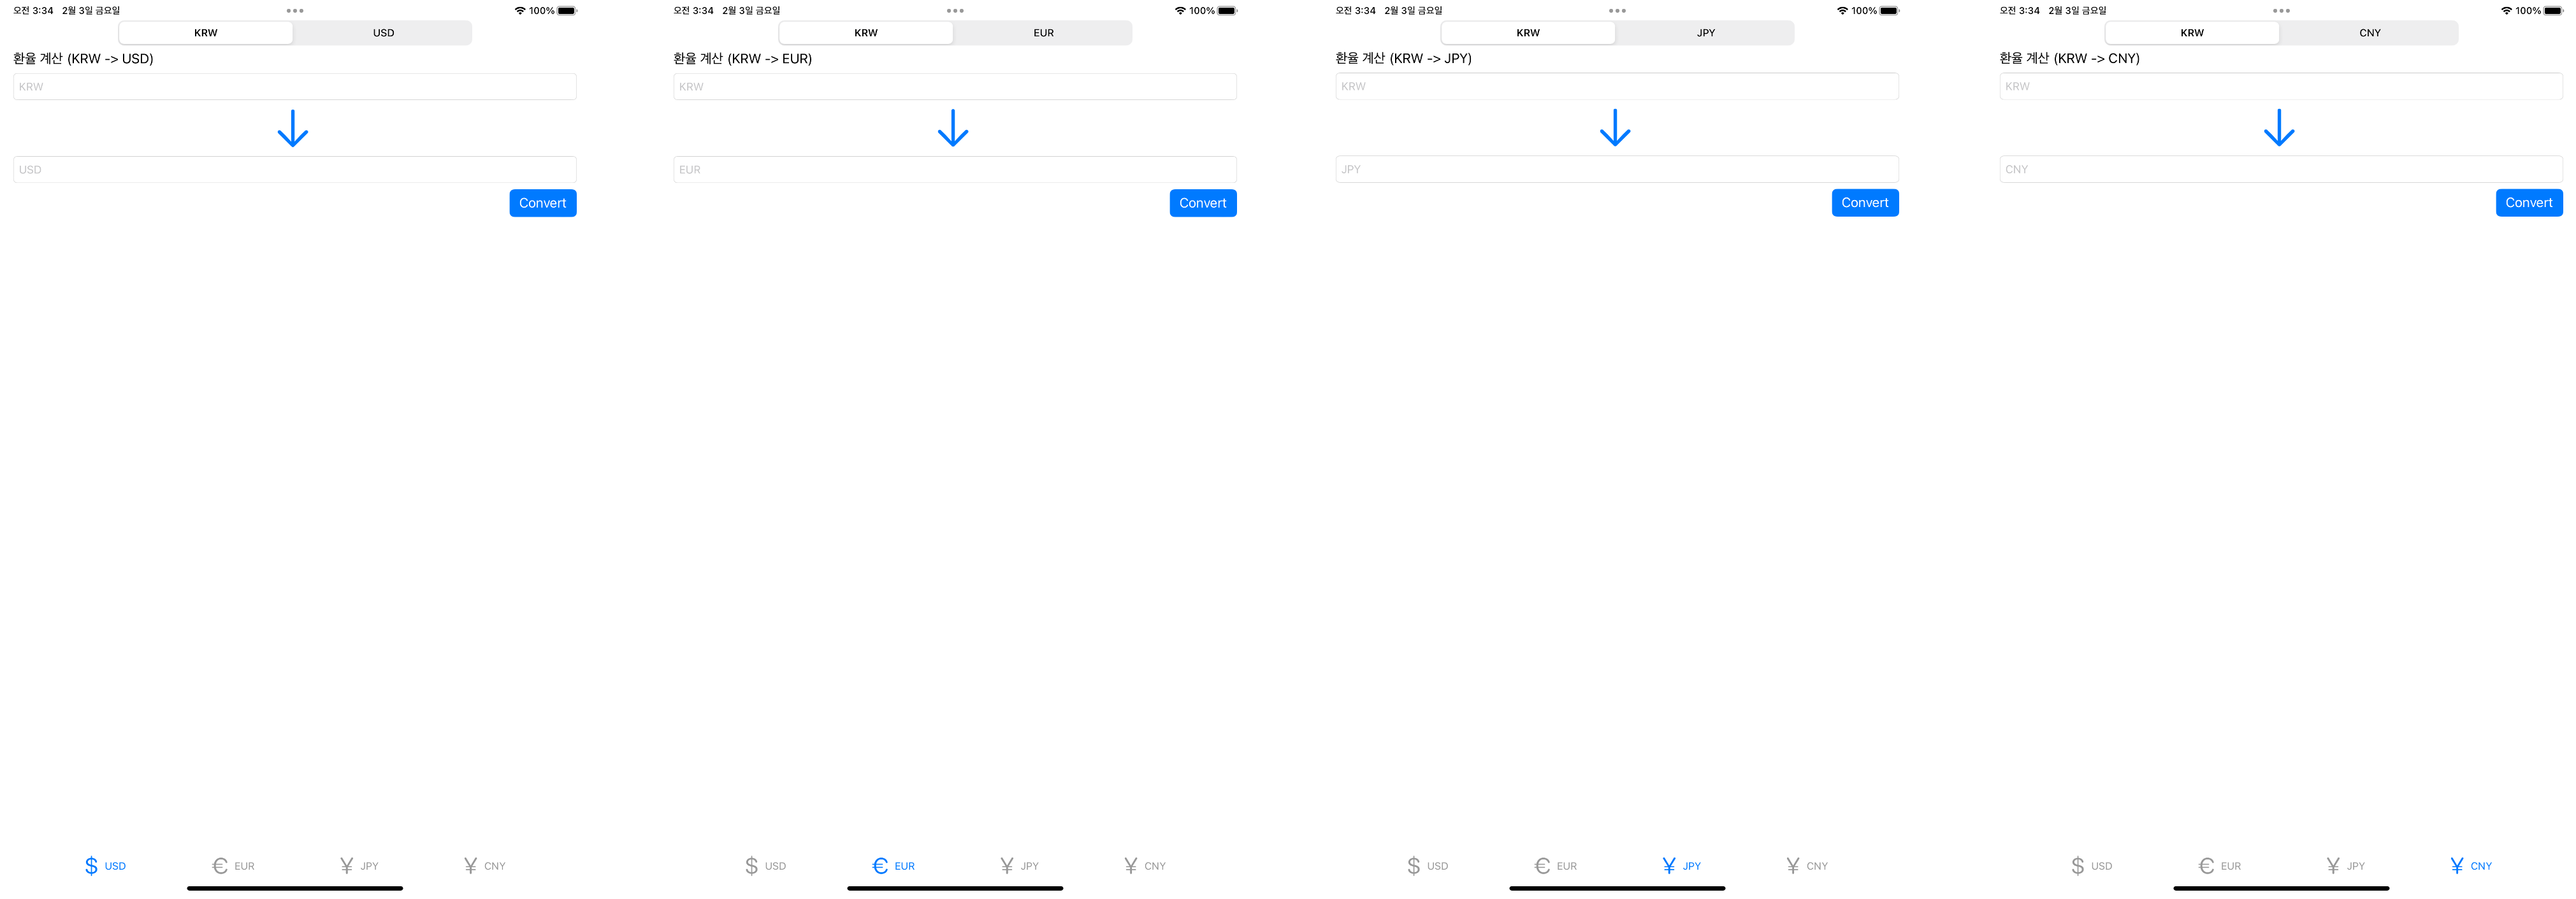 오전 3:34 2월 3일 금요일 100%
KRW USD
환율 계산 (KRW -> USD)
KRW
USD
Convert
$ USD € EUR ¥ JPY ¥ CNY
오전 3:34 2월 3일 금요일 100%
KRW EUR
환율 계산 (KRW -> EUR)
KRW
EUR
Convert
$ USD € EUR ¥ JPY ¥ CNY
오전 3:34 2월 3일 금요일 100%
KRW JPY
환율 계산 (KRW -> JPY)
KRW
JPY
Convert
$ USD € EUR ¥ JPY ¥ CNY
오전 3:34 2월 3일 금요일 100%
KRW CNY
환율 계산 (KRW -> CNY)
KRW
CNY
Convert
$ USD € EUR ¥ JPY ¥ CNY